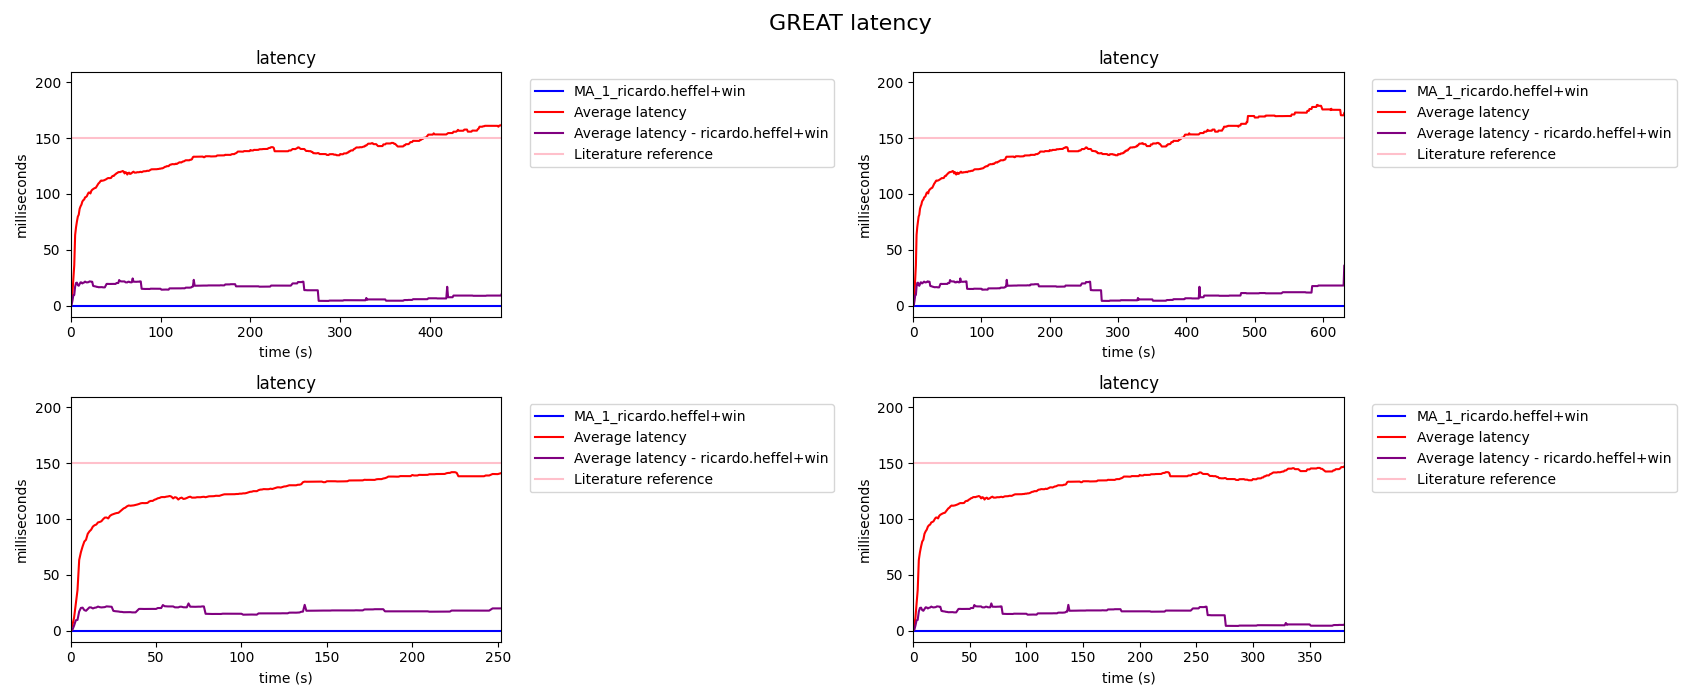 GREAT latency
latency
200
150
100
50
0
milliseconds
0 100 200 300 400
time (s)
MA_1_ricardo.heffel+win
Average latency
Average latency - ricardo.heffel+win
Literature reference
latency
200
150
100
50
0
milliseconds
0 100 200 300 400 500 600
time (s)
MA_1_ricardo.heffel+win
Average latency
Average latency - ricardo.heffel+win
Literature reference
latency
200
150
100
50
0
milliseconds
0 50 100 150 200 250
time (s)
MA_1_ricardo.heffel+win
Average latency
Average latency - ricardo.heffel+win
Literature reference
latency
200
150
100
50
0
milliseconds
0 50 100 150 200 250 300 350
time (s)
MA_1_ricardo.heffel+win
Average latency
Average latency - ricardo.heffel+win
Literature reference